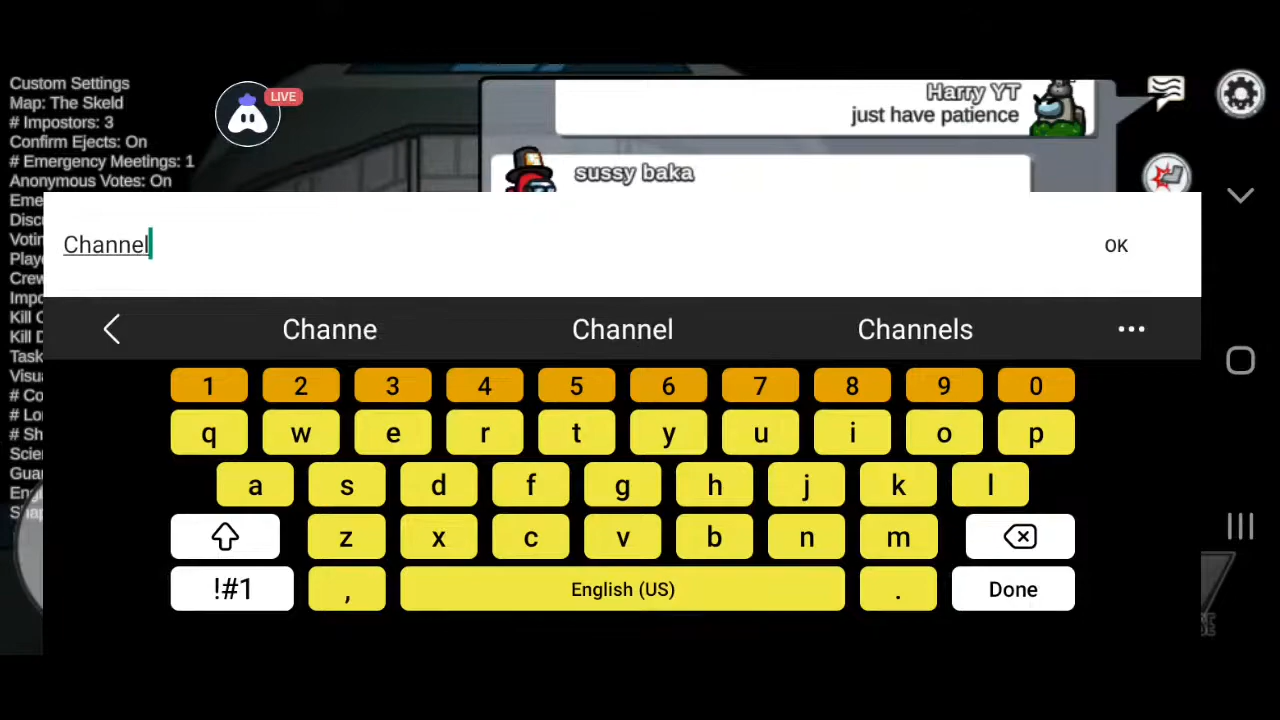 Custom Settings
Map: The Skeld
# Impostors: 3
Confirm Ejects: On
# Emergency Meetings: 1
Anonymous Votes: On
LIVE
Harry YT
just have patience
sussy baka
Channel
OK
Channe Channel Channels
1 2 3 4 5 6 7 8 9 0
q w e r t y u i o p
a s d f g h j k l
z x c v b n m
!#1 , English (US) . Done